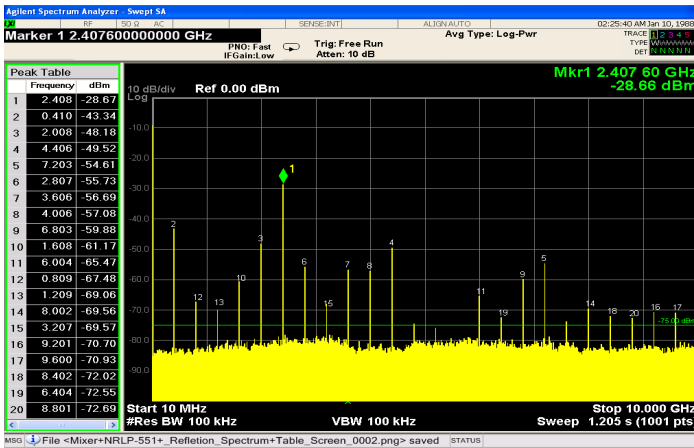 Agilent Spectrum Analyzer - Swept SA
LXI RF 50 Ω AC SENSE:INT ALIGN AUTO 02:25:40 AM Jan 10, 1988
Marker 1 2.407600000000 GHz
PNO: Fast
IFGain:Low
Trig: Free Run
Atten: 10 dB
Avg Type: Log-Pwr
TRACE 1 2 3 4 5
TYPE
DET N N N N N
Peak Table
Frequency dBm
1 2.408 -28.67
2 0.410 -43.34
3 2.008 -48.18
4 4.406 -49.52
5 7.203 -54.61
6 2.807 -55.73
7 3.606 -56.69
8 4.006 -57.08
9 6.803 -59.88
10 1.608 -61.17
11 6.004 -65.47
12 0.809 -67.48
13 1.209 -69.06
14 8.002 -69.56
15 3.207 -69.57
16 9.201 -70.70
17 9.600 -70.93
18 8.402 -72.02
19 6.404 -72.55
20 8.801 -72.69
Mkr1 2.407 60 GHz
-28.66 dBm
10 dB/div Ref 0.00 dBm
Log
-10.0
-30.0
-40.0
-50.0
-60.0
-70.0
-80.0
-90.0
1
2
3
4
5
6
7
8
9
10
11
12
13
14
15
16
17
18
19
20
-75.00 dB
Start 10 MHz Stop 10.000 GHz
#Res BW 100 kHz VBW 100 kHz Sweep 1.205 s (1001 pts
MSG File <Mixer+NRLP-551+_Refletion_Spectrum+Table_Screen_0002.png> saved STATUS